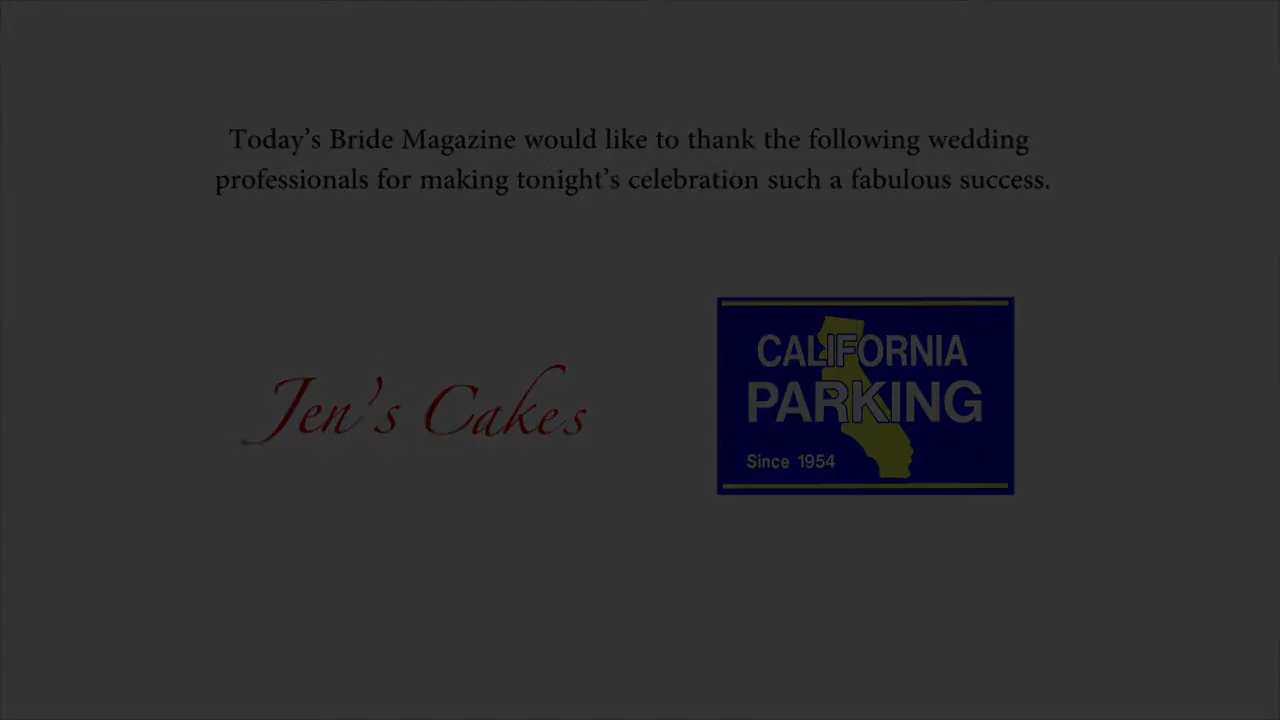 Today’s Bride Magazine would like to thank the following wedding
professionals for making tonight’s celebration such a fabulous success.
Jen’s Cakes
CALIFORNIA
PARKING
Since 1954